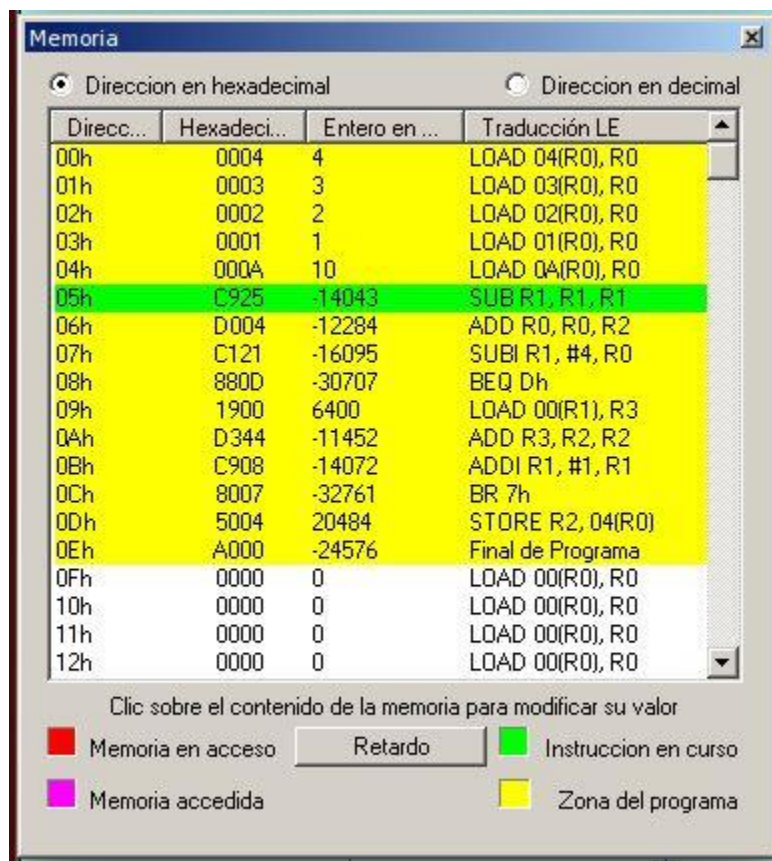 Memoria
Direccion en hexadecimal Direccion en decimal
Direcc... Hexadeci... Entero en ... Traducción LE
00h 0004 4 LOAD 04(R0), R0
01h 0003 3 LOAD 03(R0), R0
02h 0002 2 LOAD 02(R0), R0
03h 0001 1 LOAD 01(R0), R0
04h 000A 10 LOAD 0A(R0), R0
05h C925 -14043 SUB R1, R1, R1
06h D004 -12284 ADD R0, R0, R2
07h C121 -16095 SUBI R1, #4, R0
08h 880D -30707 BEQ Dh
09h 1900 6400 LOAD 00(R1), R3
0Ah D344 -11452 ADD R3, R2, R2
0Bh C908 -14072 ADDI R1, #1, R1
0Ch 8007 -32761 BR 7h
0Dh 5004 20484 STORE R2, 04(R0)
0Eh A000 -24576 Final de Programa
0Fh 0000 0 LOAD 00(R0), R0
10h 0000 0 LOAD 00(R0), R0
11h 0000 0 LOAD 00(R0), R0
12h 0000 0 LOAD 00(R0), R0
Clic sobre el contenido de la memoria para modificar su valor
Memoria en acceso Retardo Instruccion en curso
Memoria accedida Zona del programa